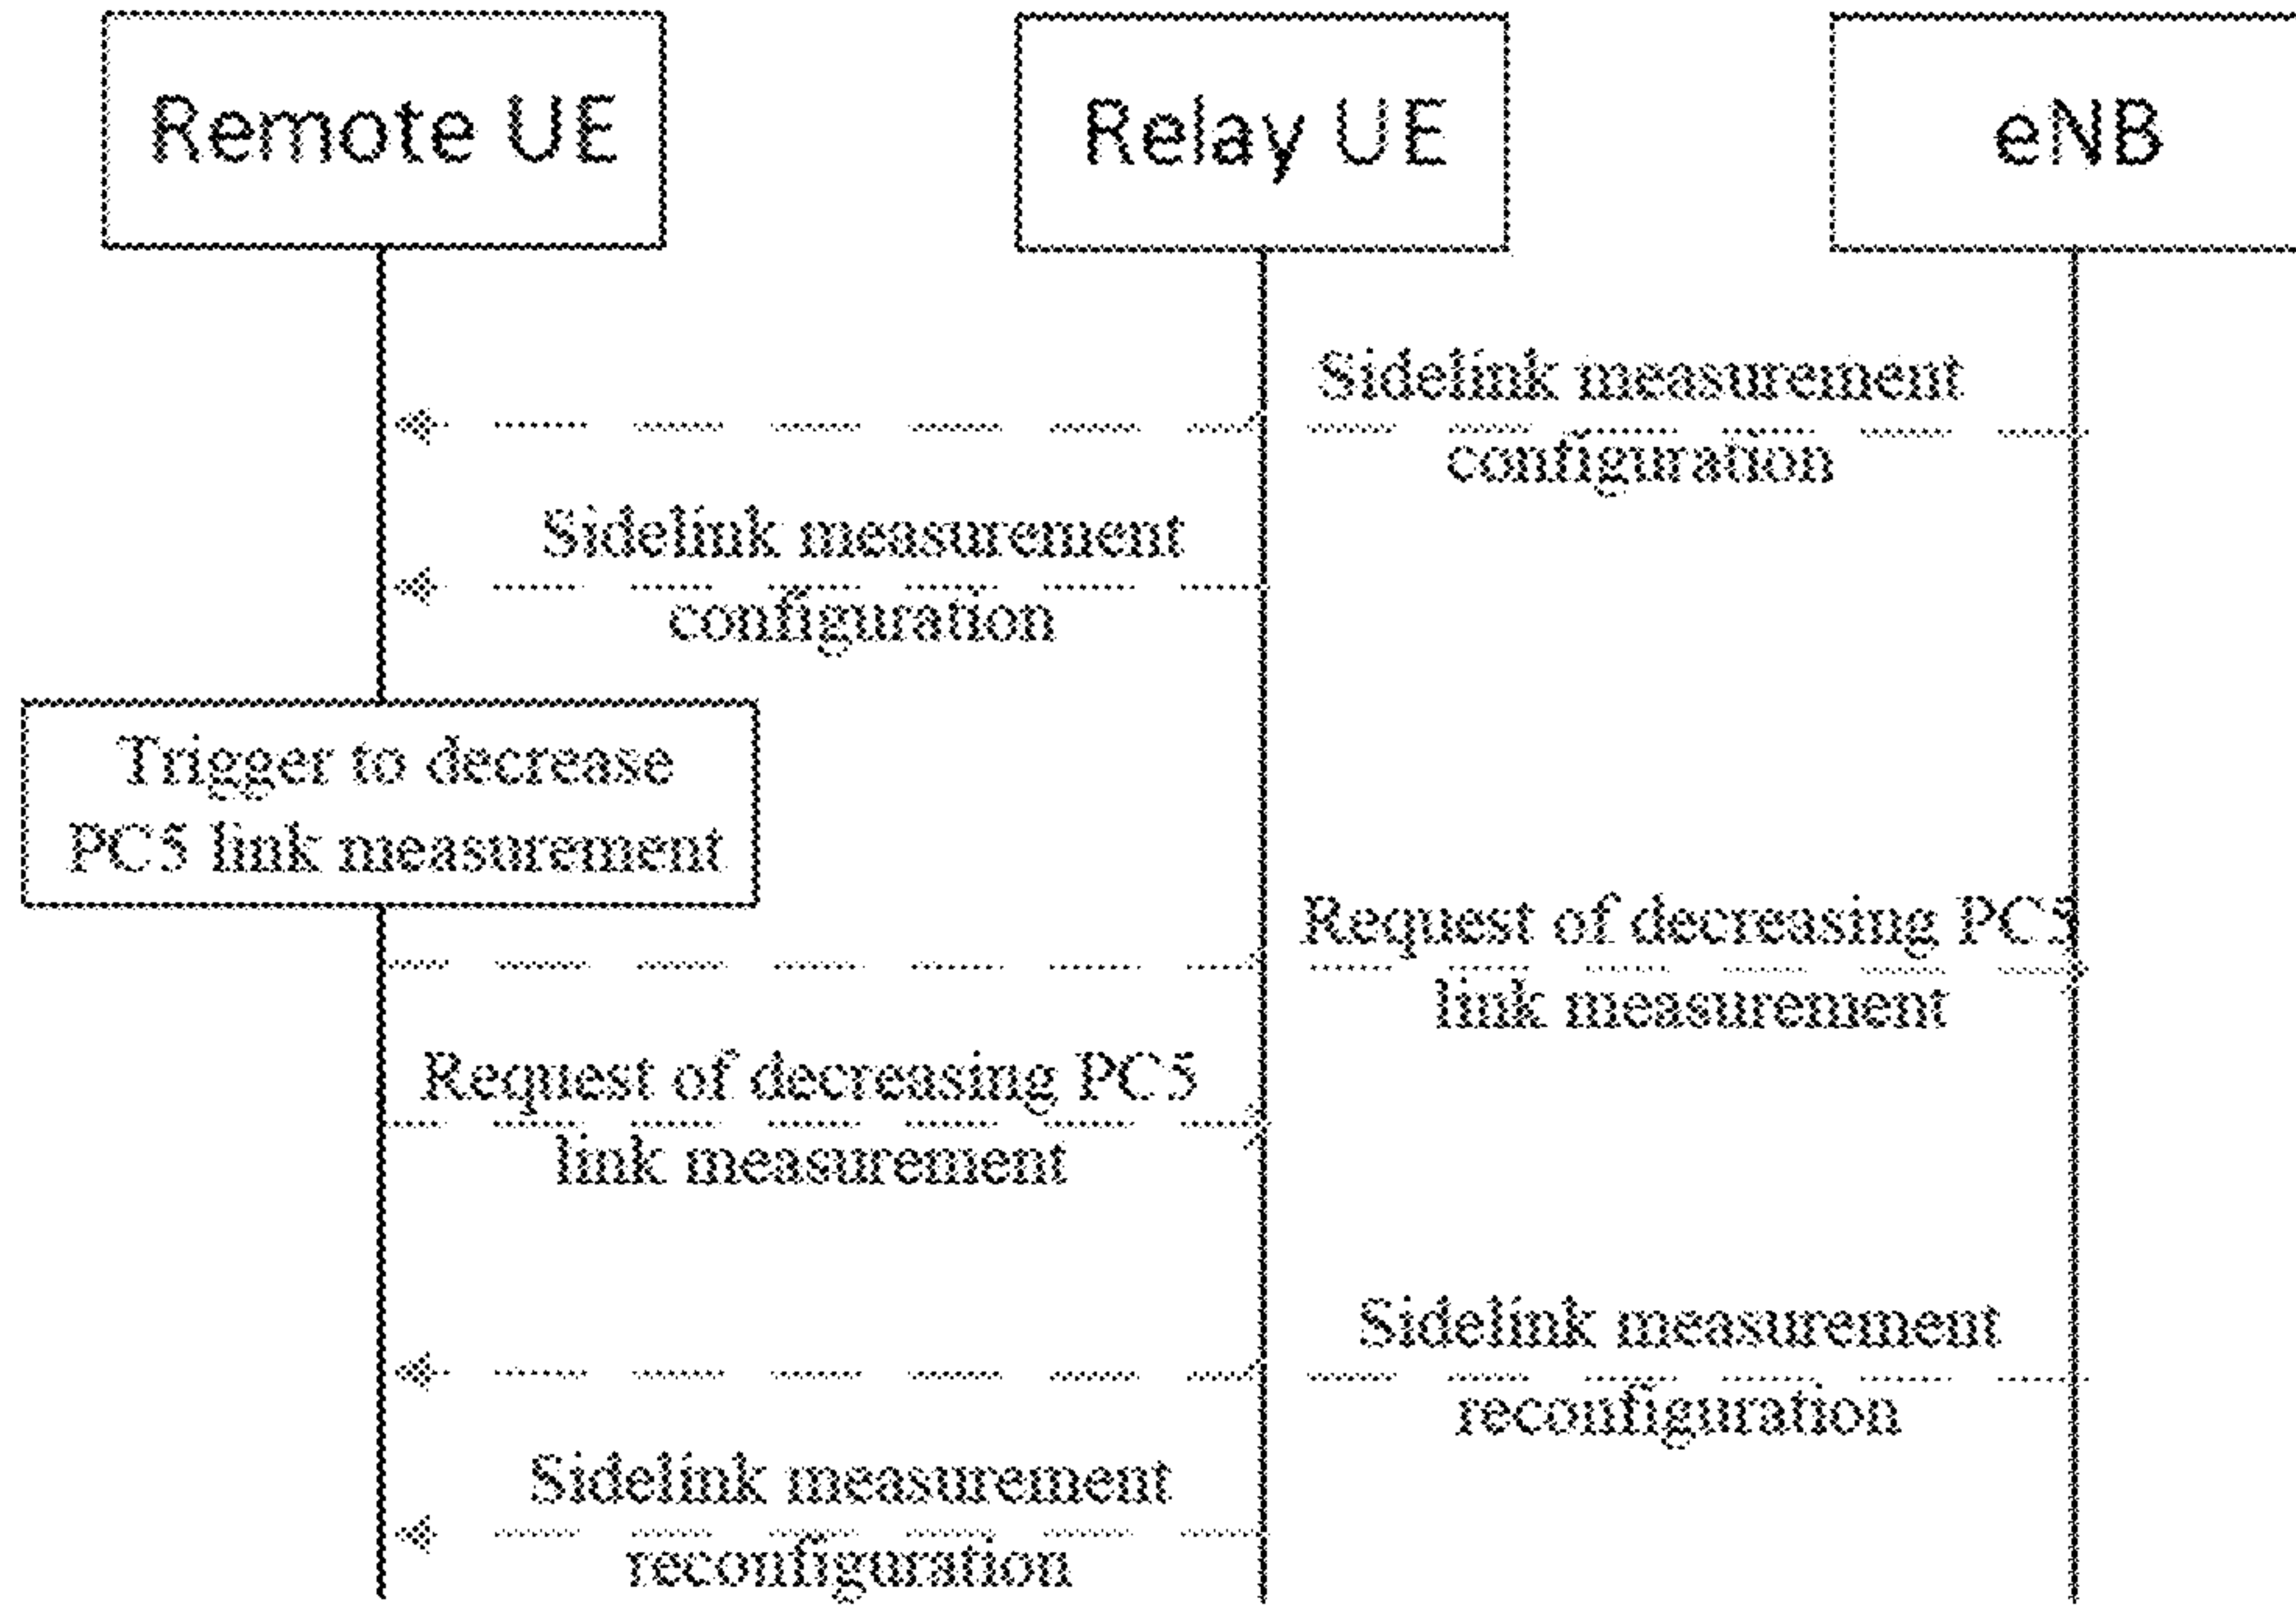 Remote UE
Relay UE
eNB
Sidelink measurement
configuration
Sidelink measurement
configuration
Trigger to decrease
PC5 link measurement
Request of decreasing PC5
link measurement
Request of decreasing PC5
link measurement
Sidelink measurement
reconfiguration
Sidelink measurement
reconfiguration